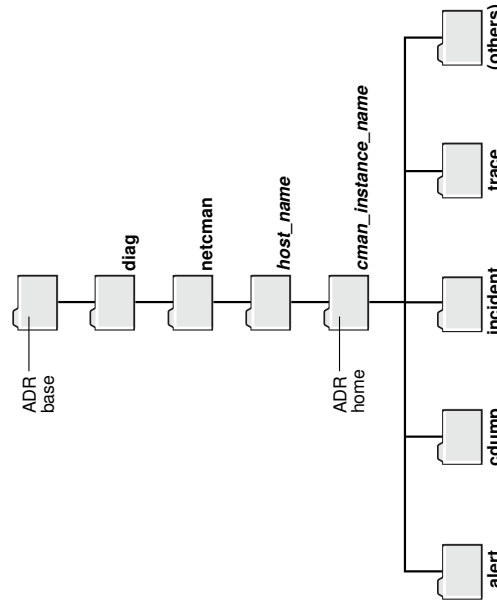 ADR
base
diag
netcman
host_name
ADR
home
cman_instance_name
alert
cdump
incident
trace
(others)